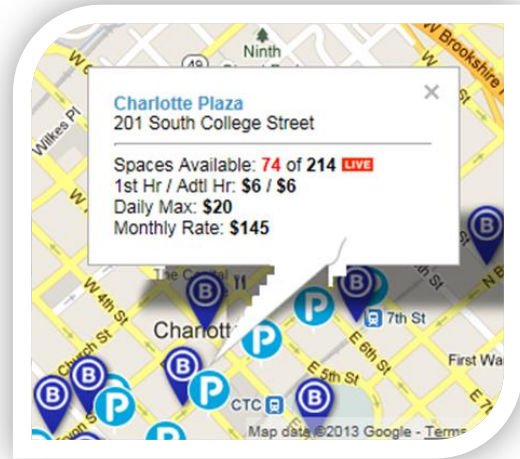 Ninth
49
W Brookshire
Wilkes Pl
Charlotte Plaza
201 South College Street
Spaces Available: 74 of 214 LIVE
1st Hr / Adtl Hr: $6 / $6
Daily Max: $20
Monthly Rate: $145
B
B
B
W 4th St
7th St
Charlott
P
P
Church St
E 6th St
First Wa
E 5th St
B
B
B
P
P
CTC
B
E 7
Map data ©2013 Google - Terms